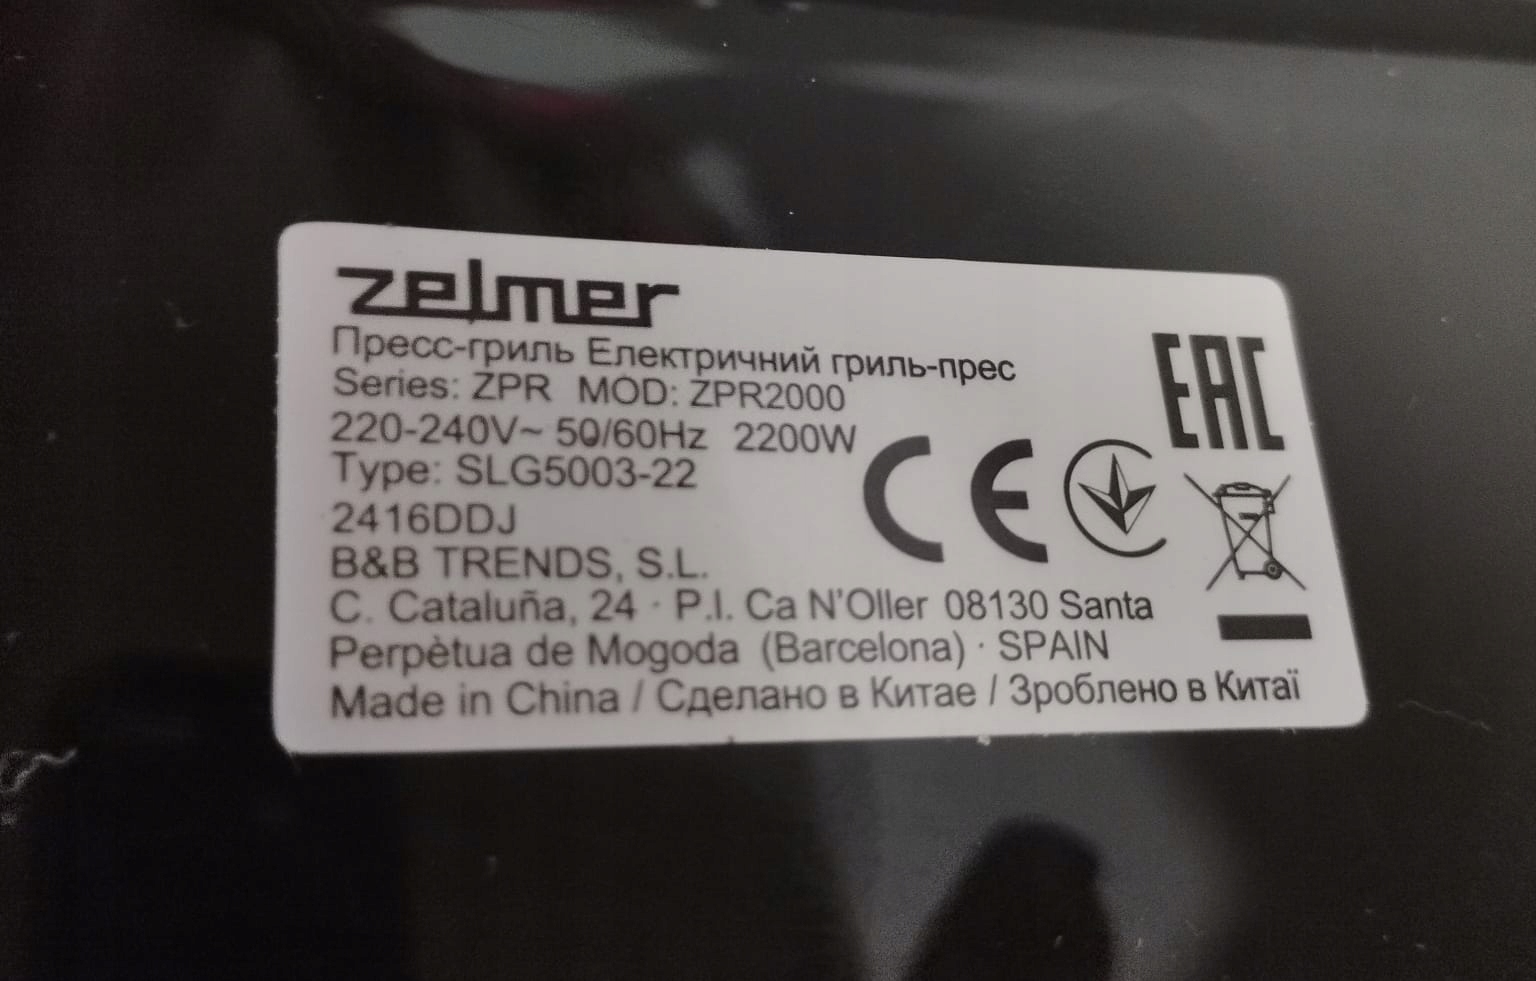 zelmer
Пресс-гриль Електричний гриль-прес
Series: ZPR MOD: ZPR2000
220-240V~ 50/60Hz 2200W
Type: SLG5003-22
2416DDJ
B&B TRENDS, S.L.
C. Cataluña, 24 · P.I. Ca N'Oller 08130 Santa
Perpètua de Mogoda (Barcelona) · SPAIN
Made in China / Сделано в Китае / Зроблено в Китаї
EAC
CE